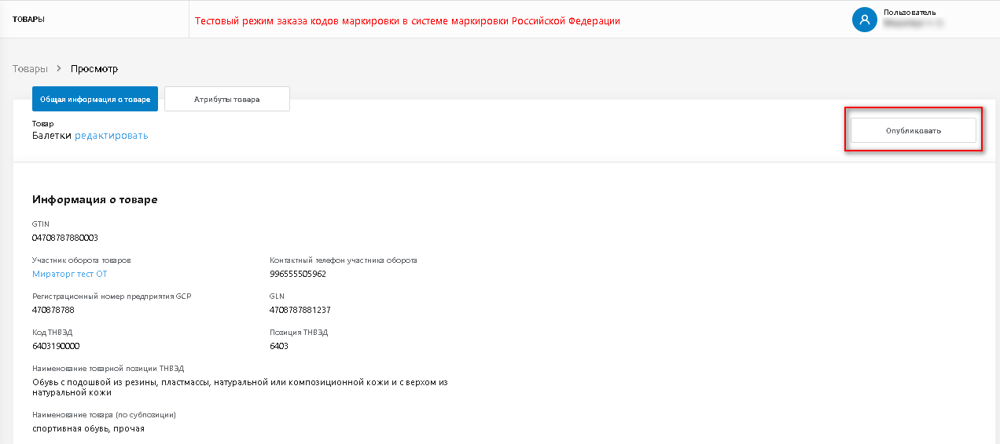 ТОВАРЫ
Тестовый режим заказа кодов маркировки в системе маркировки Российской Федерации
Пользователь
Товары > Просмотр
Общая информация о товаре
Атрибуты товара
Товар
Балетки редактировать
Опубликовать
Информация о товаре
GTIN
04708787880003
Участник оборота товаров
Контактный телефон участника оборота
Мираторг тест ОТ
996555505962
Регистрационный номер предприятия GCP
GLN
470878788
4708787881237
Код ТНВЭД
Позиция ТНВЭД
6403190000
6403
Наименование товарной позиции ТНВЭД
Обувь с подошвой из резины, пластмассы, натуральной или композиционной кожи и с верхом из
натуральной кожи
Наименование товара (по субпозиции)
спортивная обувь, прочая